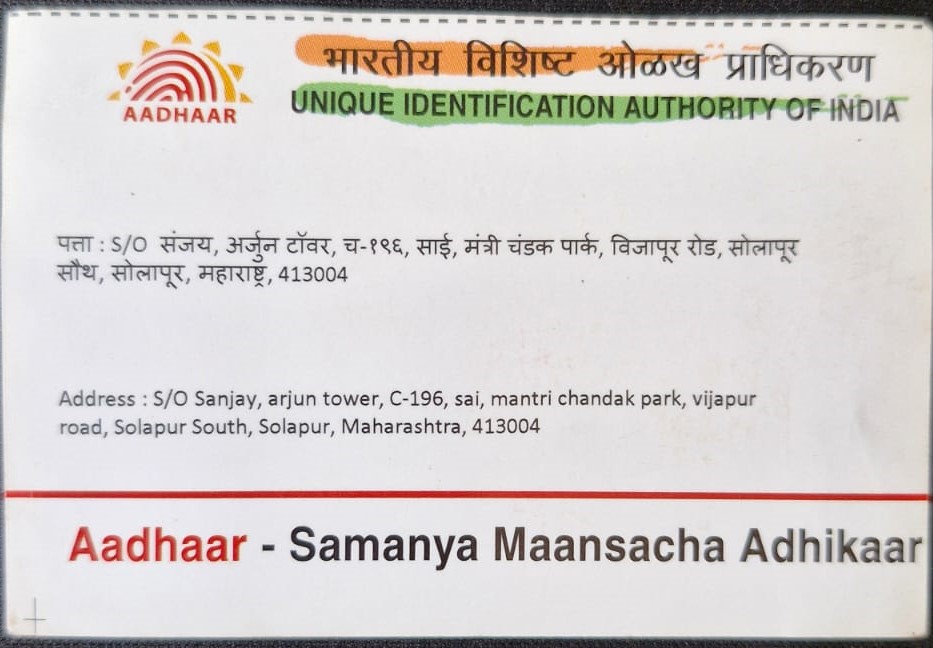 भारतीय विशिष्ट ओळख प्राधिकरण
AADHAAR
UNIQUE IDENTIFICATION AUTHORITY OF INDIA
पत्ता : S/O संजय, अर्जुन टॉवर, च-१९६, साई, मंत्री चंडक पार्क, विजापूर रोड, सोलापूर
सौथ, सोलापूर, महाराष्ट्र, 413004
Address : S/O Sanjay, arjun tower, C-196, sai, mantri chandak park, vijapur
road, Solapur South, Solapur, Maharashtra, 413004
Aadhaar - Samanya Maansacha Adhikaar